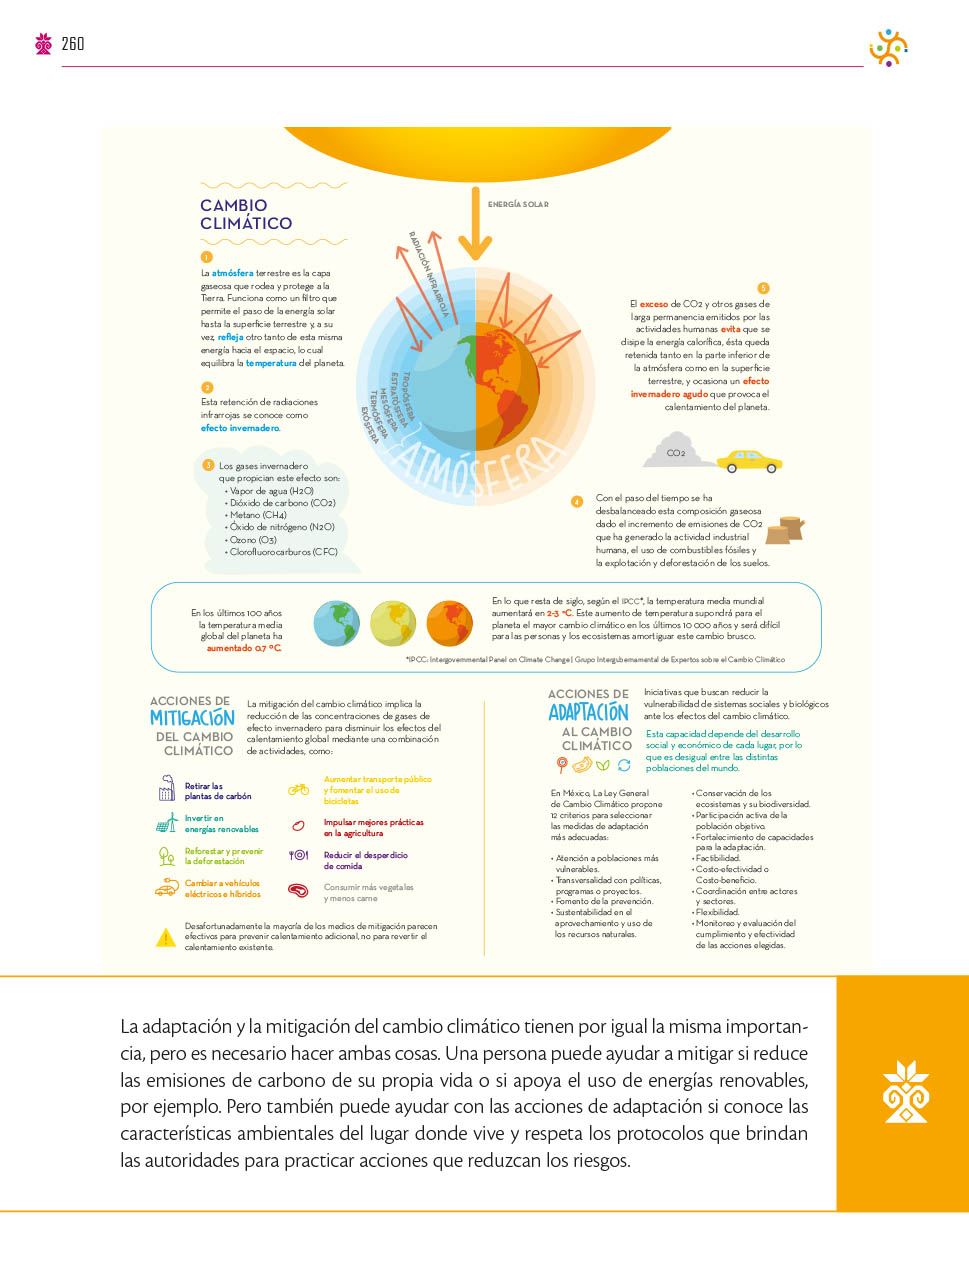 260
CAMBIO
CLIMÁTICO
1
La atmósfera terrestre es la capa
gaseosa que rodea y protege a la
Tierra. Funciona como un filtro que
permite el paso de la energía solar
hasta la superficie terrestre y, a su
vez, refleja otro tanto de esta misma
energía hacia el espacio, lo cual
equilibra la temperatura del planeta.
2
Esta retención de radiaciones
infrarrojas se conoce como
efecto invernadero.
3
Los gases invernadero
que propician este efecto son:
• Vapor de agua (H2O)
• Dióxido de carbono (CO2)
• Metano (CH4)
• Óxido de nitrógeno (N2O)
• Ozono (O3)
• Clorofluorocarburos (CFC)
ENERGÍA SOLAR
RADIACIÓN INFRARROJA
TROPÓSFERA
ESTRATÓSFERA
MESÓSFERA
TERMÓSFERA
EXÓSFERA
ATMÓSFERA
5
El exceso de CO2 y otros gases de
larga permanencia emitidos por las
actividades humanas evita que se
disipe la energía calorífica, ésta queda
retenida tanto en la parte inferior de
la atmósfera como en la superficie
terrestre, y ocasiona un efecto
invernadero agudo que provoca el
calentamiento del planeta.
CO2
4
Con el paso del tiempo se ha
desbalanceado esta composición gaseosa
dado el incremento de emisiones de CO2
que ha generado la actividad industrial
humana, el uso de combustibles fósiles y
la explotación y deforestación de los suelos.
En los últimos 100 años
la temperatura media
global del planeta ha
aumentado 0.7 ºC.
En lo que resta de siglo, según el IPCC*, la temperatura media mundial
aumentará en 2-3 ºC. Este aumento de temperatura supondrá para el
planeta el mayor cambio climático en los últimos 10 000 años y será difícil
para las personas y los ecosistemas amortiguar este cambio brusco.
*IPCC: Intergovernmental Panel on Climate Change | Grupo Intergubernamental de Expertos sobre el Cambio Climático
ACCIONES DE
MITIGACIÓN
DEL CAMBIO
CLIMÁTICO
La mitigación del cambio climático implica la
reducción de las concentraciones de gases de
efecto invernadero para disminuir los efectos del
calentamiento global mediante una combinación
de actividades, como:
Retirar las
plantas de carbón
Invertir en
energías renovables
Reforestar y prevenir
la deforestación
Cambiar a vehículos
eléctricos e híbridos
Aumentar transporte público
y fomentar el uso de
bicicletas
Impulsar mejores prácticas
en la agricultura
Reducir el desperdicio
de comida
Consumir más vegetales
y menos carne
Desafortunadamente la mayoría de los medios de mitigación parecen
efectivos para prevenir calentamiento adicional, no para revertir el
calentamiento existente.
ACCIONES DE
ADAPTACIÓN
AL CAMBIO
CLIMÁTICO
Iniciativas que buscan reducir la
vulnerabilidad de sistemas sociales y biológicos
ante los efectos del cambio climático.
Esta capacidad depende del desarrollo
social y económico de cada lugar, por lo
que es desigual entre las distintas
poblaciones del mundo.
En México, La Ley General
de Cambio Climático propone
12 criterios para seleccionar
las medidas de adaptación
más adecuadas:
• Atención a poblaciones más
vulnerables.
• Transversalidad con políticas,
programas o proyectos.
• Fomento de la prevención.
• Sustentabilidad en el
aprovechamiento y uso de
los recursos naturales.
• Conservación de los
ecosistemas y su biodiversidad.
• Participación activa de la
población objetivo.
• Fortalecimiento de capacidades
para la adaptación.
• Factibilidad.
• Costo-efectividad o
Costo-beneficio.
• Coordinación entre actores
y sectores.
• Flexibilidad.
• Monitoreo y evaluación del
cumplimiento y efectividad
de las acciones elegidas.
La adaptación y la mitigación del cambio climático tienen por igual la misma importan-
cia, pero es necesario hacer ambas cosas. Una persona puede ayudar a mitigar si reduce
las emisiones de carbono de su propia vida o si apoya el uso de energías renovables,
por ejemplo. Pero también puede ayudar con las acciones de adaptación si conoce las
características ambientales del lugar donde vive y respeta los protocolos que brindan
las autoridades para practicar acciones que reduzcan los riesgos.